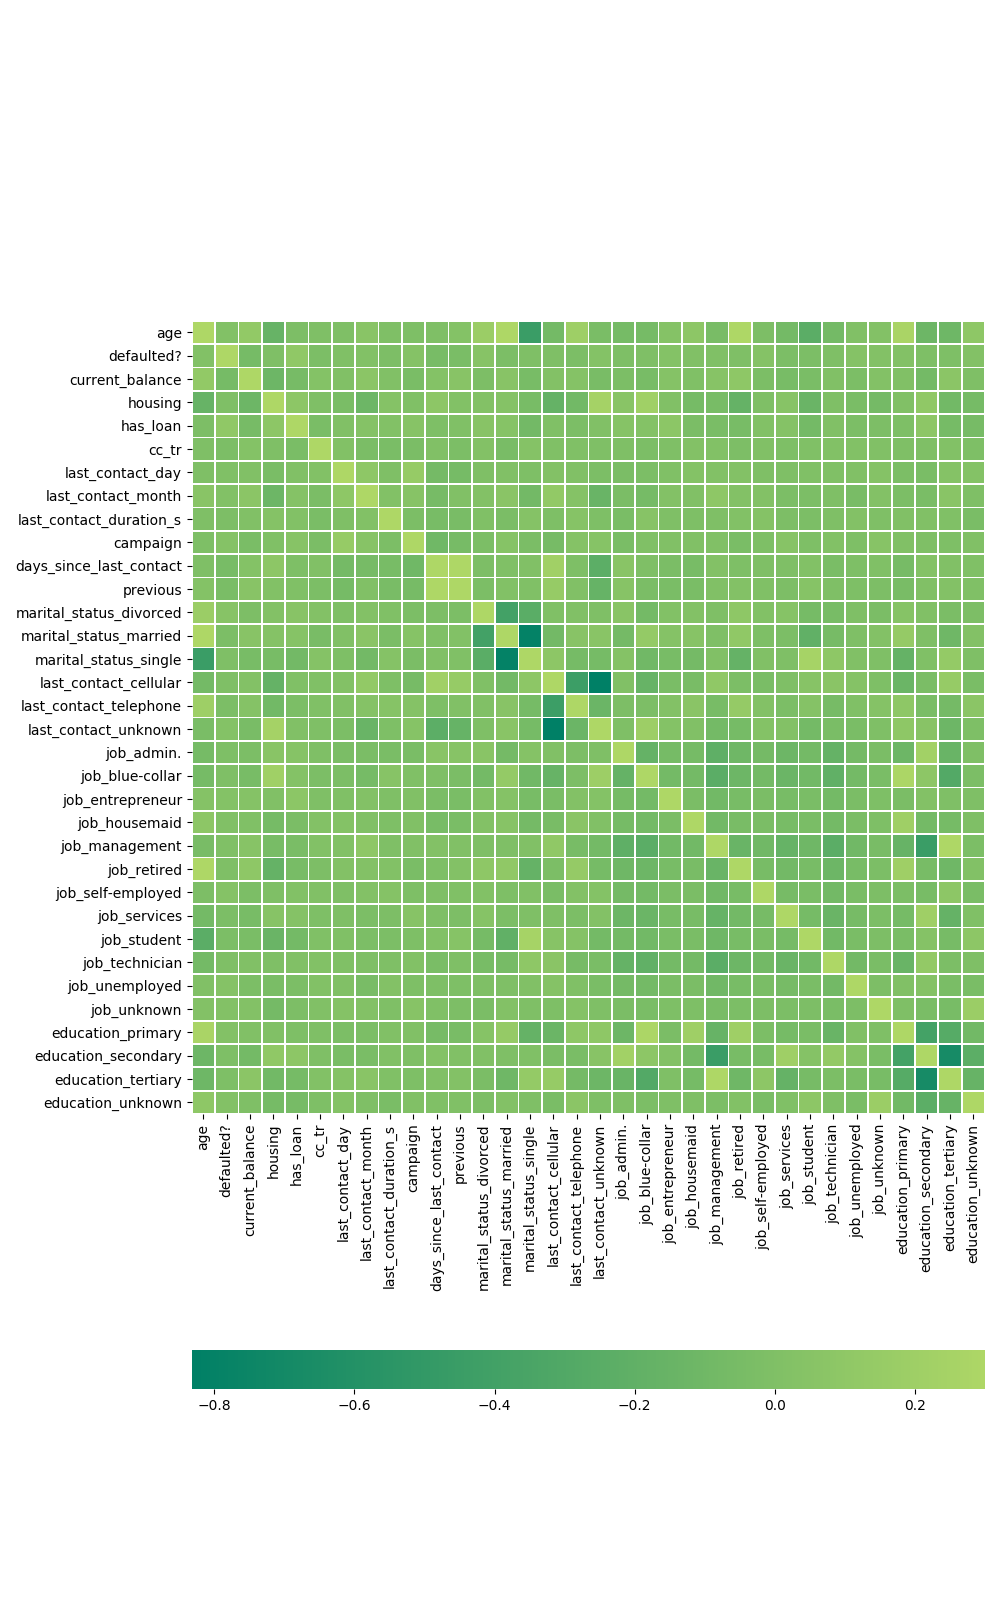 age
defaulted?
current_balance
housing
has_loan
cc_tr
last_contact_day
last_contact_month
last_contact_duration_s
campaign
days_since_last_contact
previous
marital_status_divorced
marital_status_married
marital_status_single
last_contact_cellular
last_contact_telephone
last_contact_unknown
job_admin.
job_blue-collar
job_entrepreneur
job_housemaid
job_management
job_retired
job_self-employed
job_services
job_student
job_technician
job_unemployed
job_unknown
education_primary
education_secondary
education_tertiary
education_unknown
age
defaulted?
current_balance
housing
has_loan
cc_tr
last_contact_day
last_contact_month
last_contact_duration_s
campaign
days_since_last_contact
previous
marital_status_divorced
marital_status_married
marital_status_single
last_contact_cellular
last_contact_telephone
last_contact_unknown
job_admin.
job_blue-collar
job_entrepreneur
job_housemaid
job_management
job_retired
job_self-employed
job_services
job_student
job_technician
job_unemployed
job_unknown
education_primary
education_secondary
education_tertiary
education_unknown
−0.8 −0.6 −0.4 −0.2 0.0 0.2